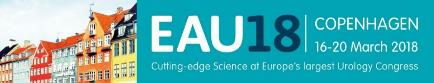 EAU18
COPENHAGEN
16-20 March 2018
Cutting-edge Science at Europe's largest Urology Congress